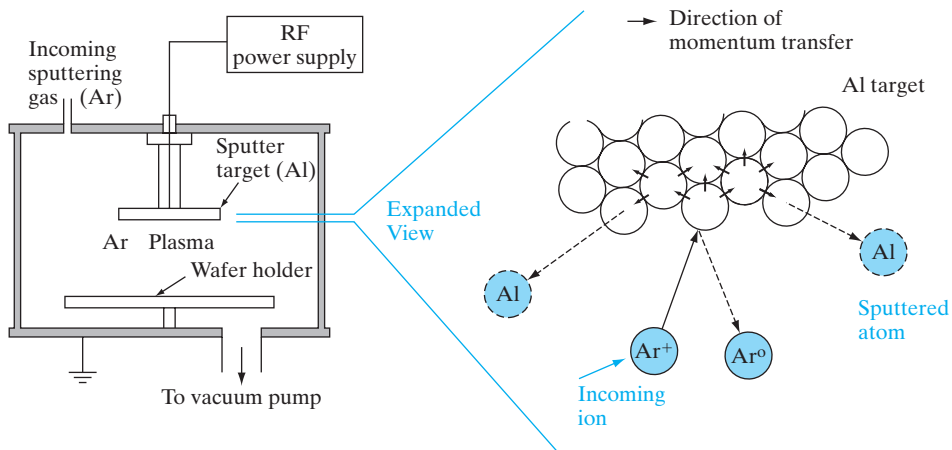 RF
power supply
Incoming
sputtering
gas (Ar)
Sputter
target (Al)
Ar Plasma
Wafer holder
To vacuum pump
Expanded
View
Direction of
momentum transfer
Al target
Al
Al
Sputtered
atom
Ar⁺
Arᵒ
Incoming
ion